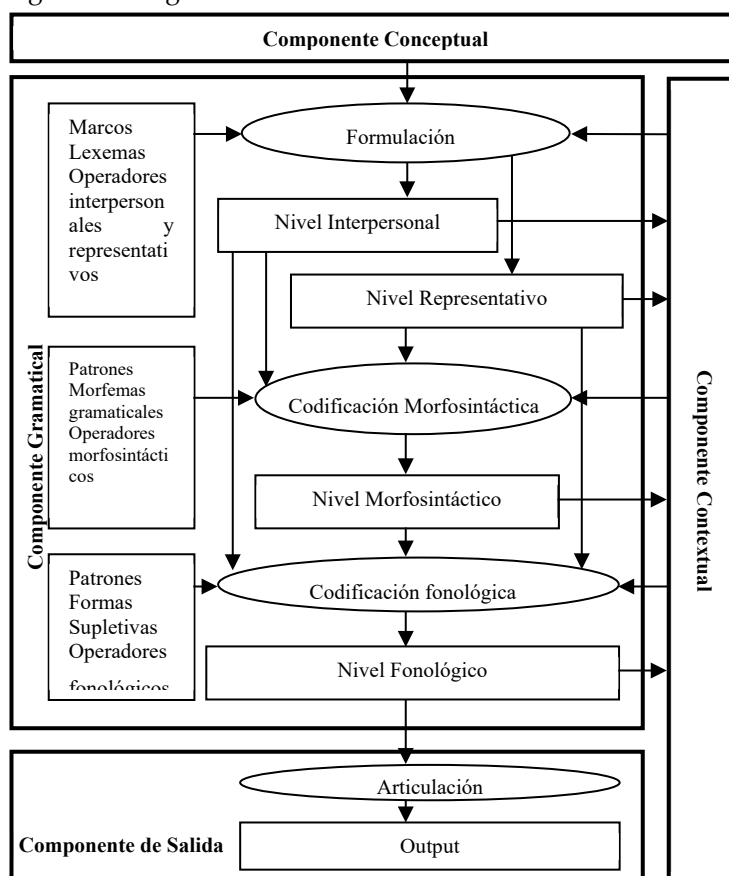 Componente Conceptual
Marcos
Lexemas
Operadores
interperson
ales y
representati
vos
Formulación
Nivel Interpersonal
Nivel Representativo
Componente Gramatical
Patrones
Morfemas
gramaticales
Operadores
morfosintácti
cos
Codificación Morfosintáctica
Nivel Morfosintáctico
Componente Contextual
Patrones
Formas
Supletivas
Operadores
fonológicos
Codificación fonológica
Nivel Fonológico
Articulación
Componente de Salida
Output